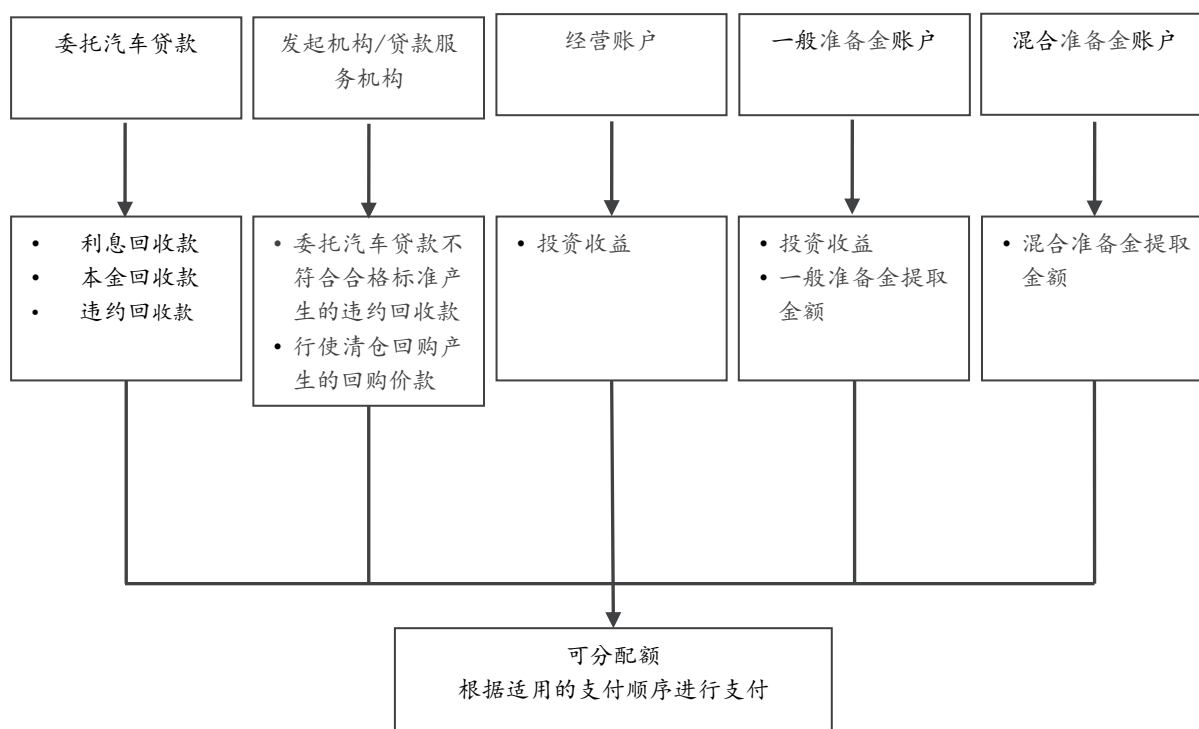 委托汽车贷款
发起机构/贷款服
务机构
经营账户
一般准备金账户
混合准备金账户
• 利息回收款
• 本金回收款
• 违约回收款
• 委托汽车贷款不
符合合格标准产
生的违约回收款
• 行使清仓回购产
生的回购价款
• 投资收益
• 投资收益
• 一般准备金提取
金额
• 混合准备金提取
金额
可分配额
根据适用的支付顺序进行支付